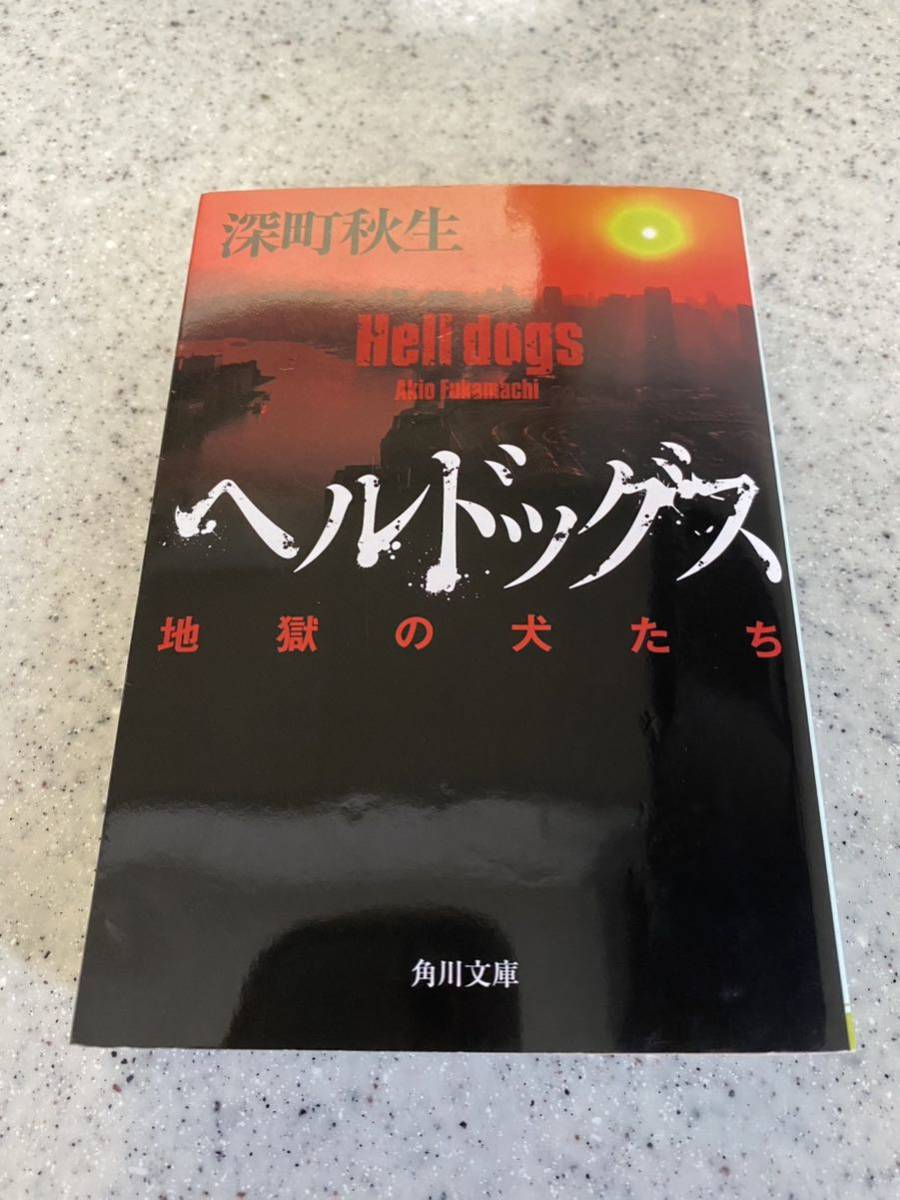 深町秋生
Hell dogs
Akio Fukamachi
ヘルドッグス
地獄の犬たち
角川文庫